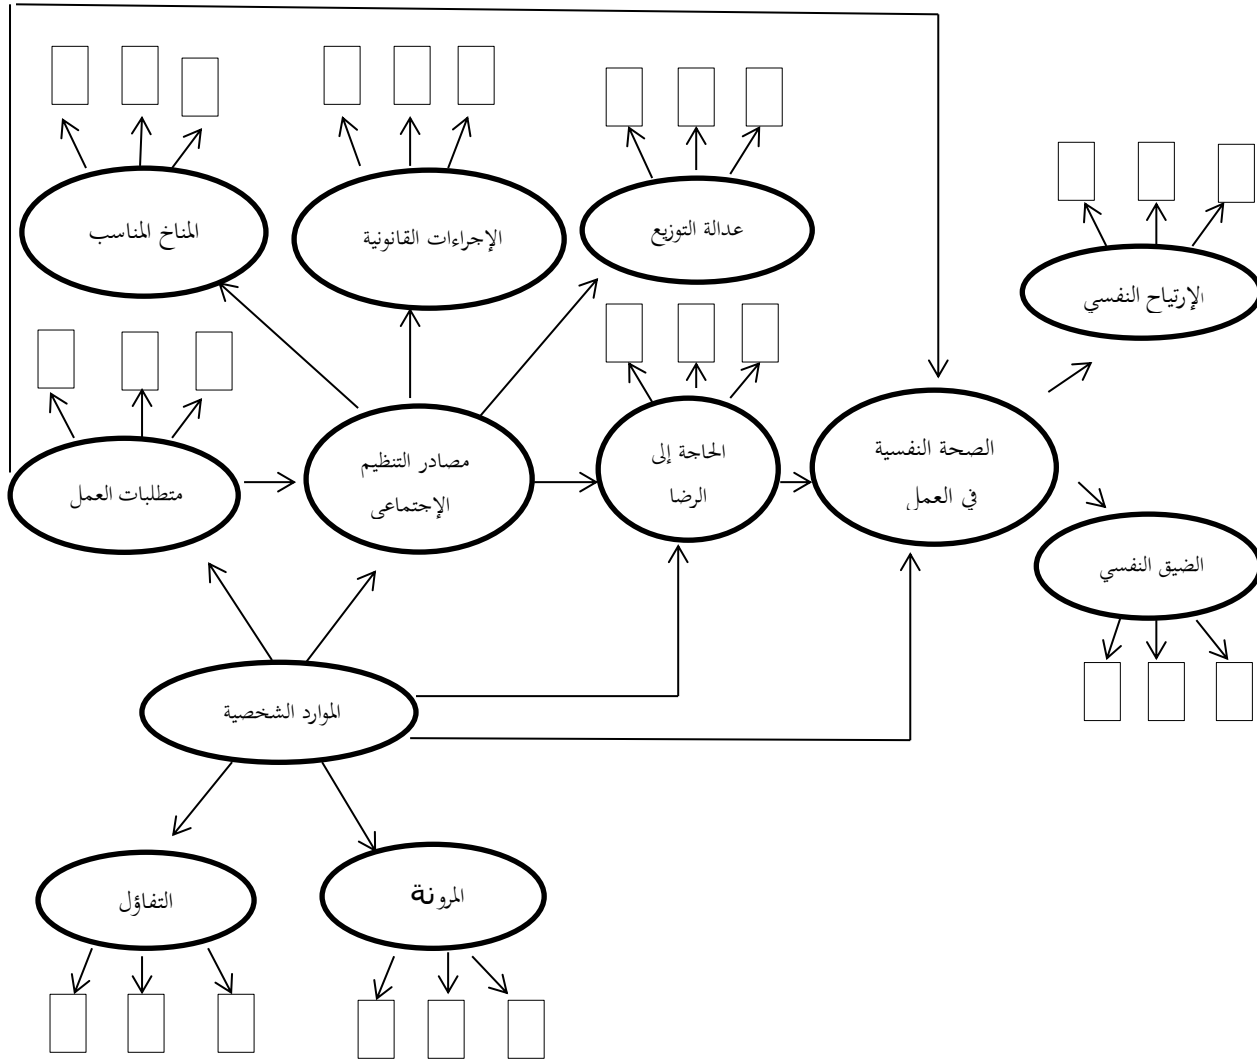 المناخ المناسب
الإجراءات القانونية
عدالة التوزيع
الإرتياح النفسي
متطلبات العمل
مصادر التنظيم
الإجتماعى
الحاجة إلى
الرضا
الصحة النفسية
في العمل
الضيق النفسي
الموارد الشخصية
التفاؤل
المرونة